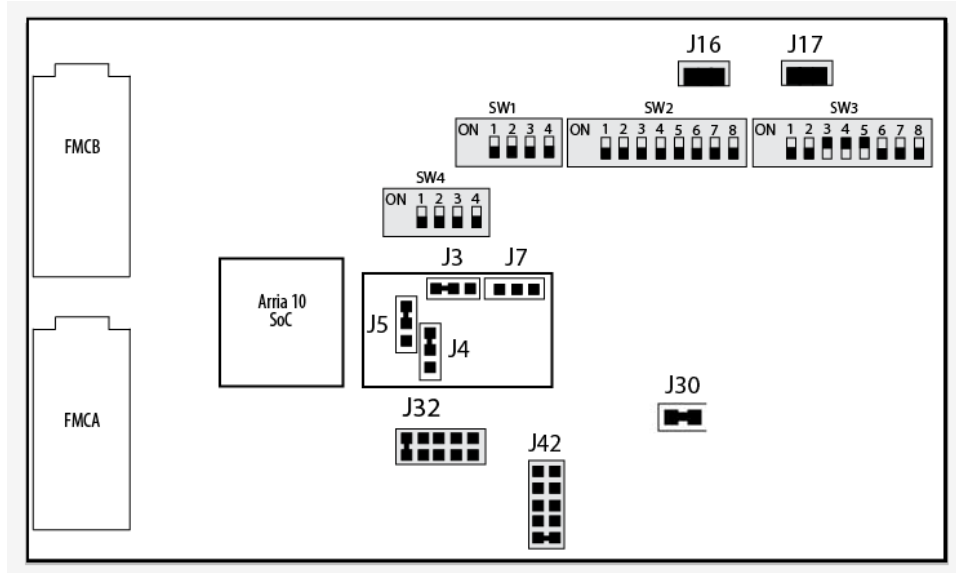 J16
J17
SW1
SW2
SW3
ON 1 2 3 4
ON 1 2 3 4 5 6 7 8
ON 1 2 3 4 5 6 7 8
FMCB
SW4
ON 1 2 3 4
J3
J7
Arria 10
SoC
J5
J4
J30
J32
FMCA
J42